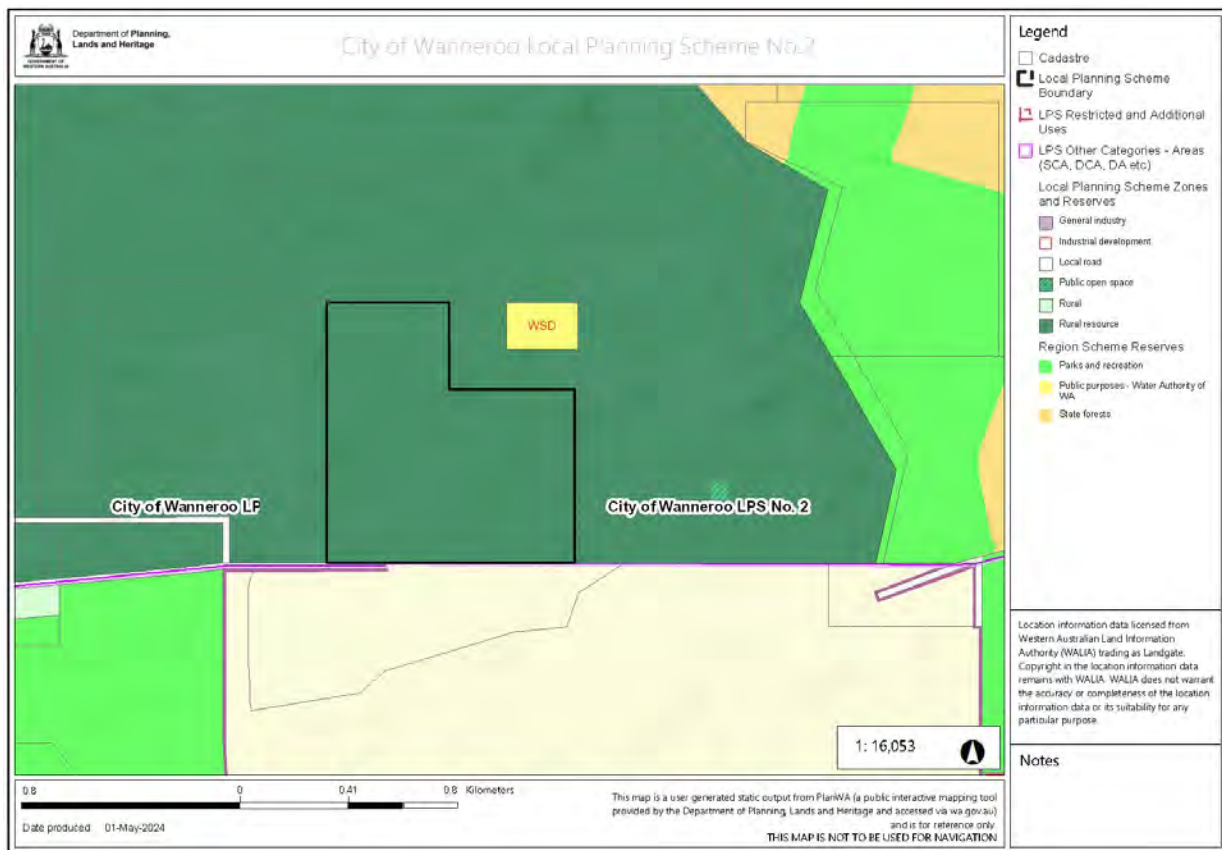 Department of Planning,
Lands and Heritage
GOVERNMENT OF
WESTERN AUSTRALIA
City of Wanneroo Local Planning Scheme No.2
WSD
City of Wanneroo LP
City of Wanneroo LPS No. 2
1: 16,053
Legend
Cadastre
Local Planning Scheme
Boundary
LPS Restricted and Additional
Uses
LPS Other Categories - Areas
(SCA, DCA, DA etc)
Local Planning Scheme Zones
and Reserves
General industry
Industrial development
Local road
Public open space
Rural
Rural resource
Region Scheme Reserves
Parks and recreation
Public purposes - Water Authority of
WA
State forests
Location information data licensed from
Western Australian Land Information
Authority (WALIA) trading as Landgate.
Copyright in the location information data
remains with WALIA. WALIA does not warrant
the accuracy or completeness of the location
information data or its suitability for any
particular purpose.
Notes
0.8 0 0.41 0.8 Kilometers
Date produced 01-May-2024
This map is a user generated static output from PlanWA (a public interactive mapping tool
provided by the Department of Planning, Lands and Heritage and accessed via wa.gov.au)
and is for reference only.
THIS MAP IS NOT TO BE USED FOR NAVIGATION